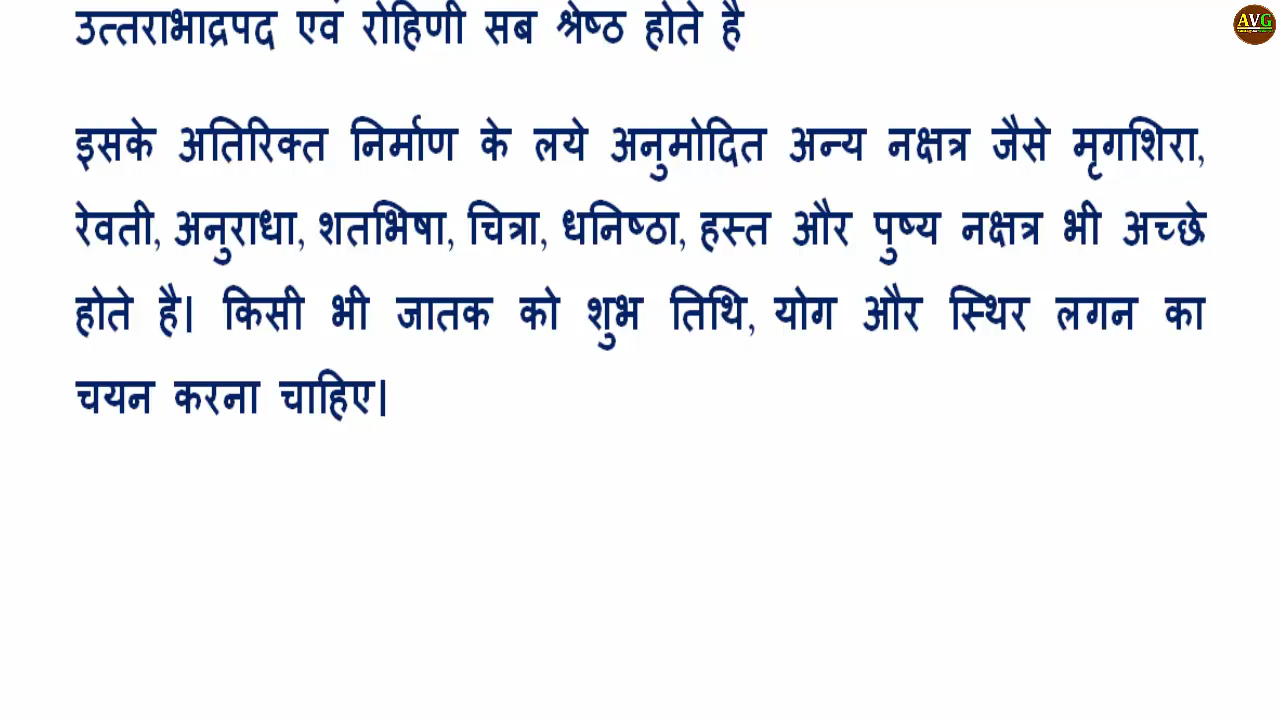 उत्तराभाद्रपद एवं रोहिणी सब श्रेष्ठ होते है
AVG
इसके अतिरिक्त निर्माण के लये अनुमोदित अन्य नक्षत्र जैसे मृगशिरा,
रेवती, अनुराधा, शतभिषा, चित्रा, धनिष्ठा, हस्त और पुष्य नक्षत्र भी अच्छे
होते है। किसी भी जातक को शुभ तिथि, योग और स्थिर लगन का
चयन करना चाहिए।